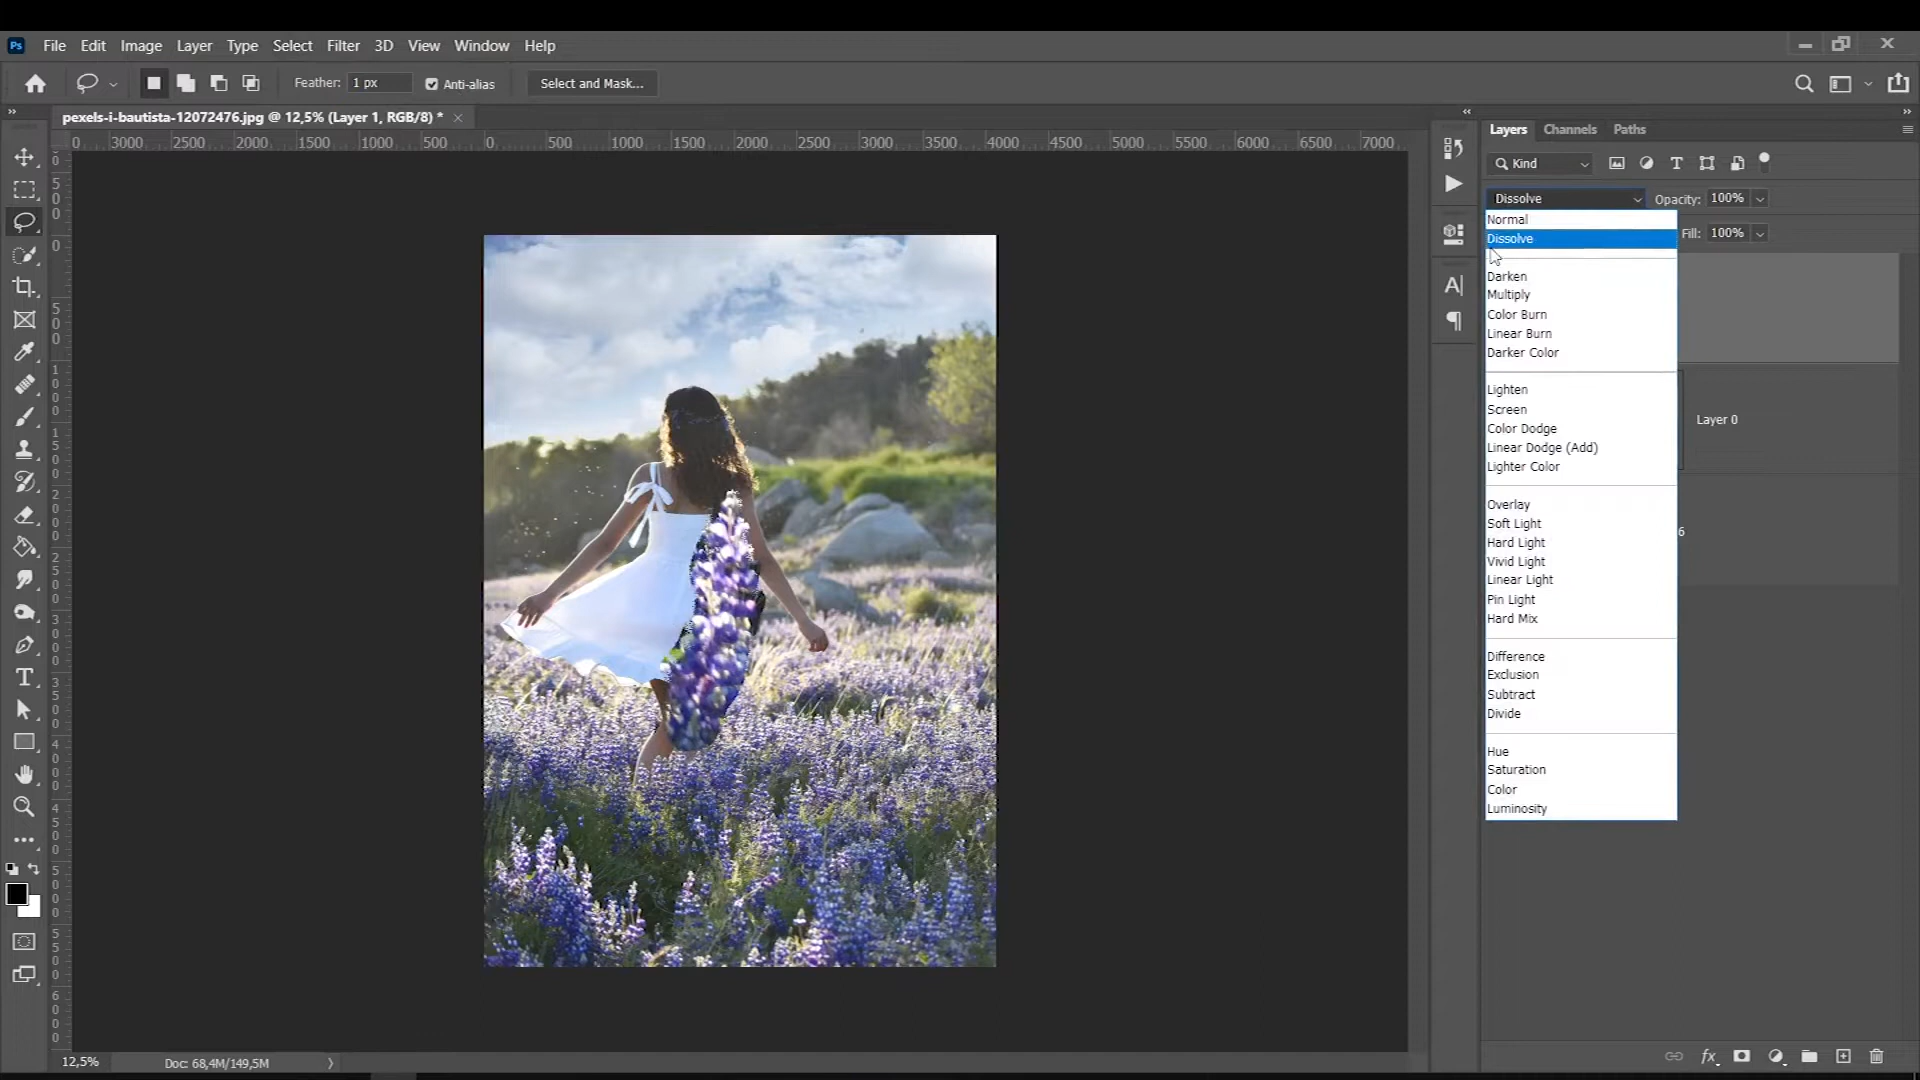 Ps File Edit Image Layer Type Select Filter 3D View Window Help
Feather: 1 px Anti-alias Select and Mask...
pexels-i-bautista-12072476.jpg @ 12,5% (Layer 1, RGB/8) *
0 3000 2500 2000 1500 1000 500 0 500 1000 1500 2000 2500 3000 3500 4000 4500 5000 5500 6000 6500 7000
Layers Channels Paths
Kind
Dissolve Opacity: 100%
Normal
Dissolve Fill: 100%
Darken
Multiply
Color Burn
Linear Burn
Darker Color
Lighten
Screen
Color Dodge
Linear Dodge (Add)
Lighter Color
Overlay
Soft Light
Hard Light
Vivid Light
Linear Light
Pin Light
Hard Mix
Difference
Exclusion
Subtract
Divide
Hue
Saturation
Color
Luminosity
Layer 0
6
12,5% Doc: 68,4M/149,5M